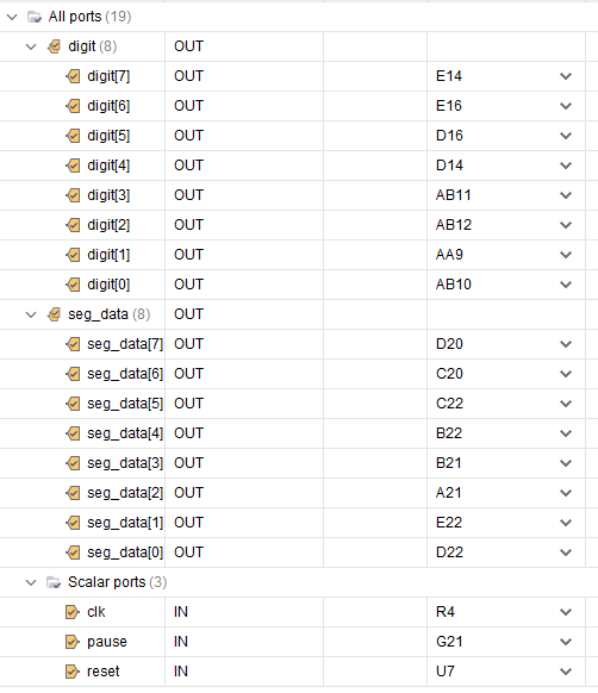 All ports (19)
digit (8) OUT
digit[7] OUT E14
digit[6] OUT E16
digit[5] OUT D16
digit[4] OUT D14
digit[3] OUT AB11
digit[2] OUT AB12
digit[1] OUT AA9
digit[0] OUT AB10
seg_data (8) OUT
seg_data[7] OUT D20
seg_data[6] OUT C20
seg_data[5] OUT C22
seg_data[4] OUT B22
seg_data[3] OUT B21
seg_data[2] OUT A21
seg_data[1] OUT E22
seg_data[0] OUT D22
Scalar ports (3)
clk IN R4
pause IN G21
reset IN U7